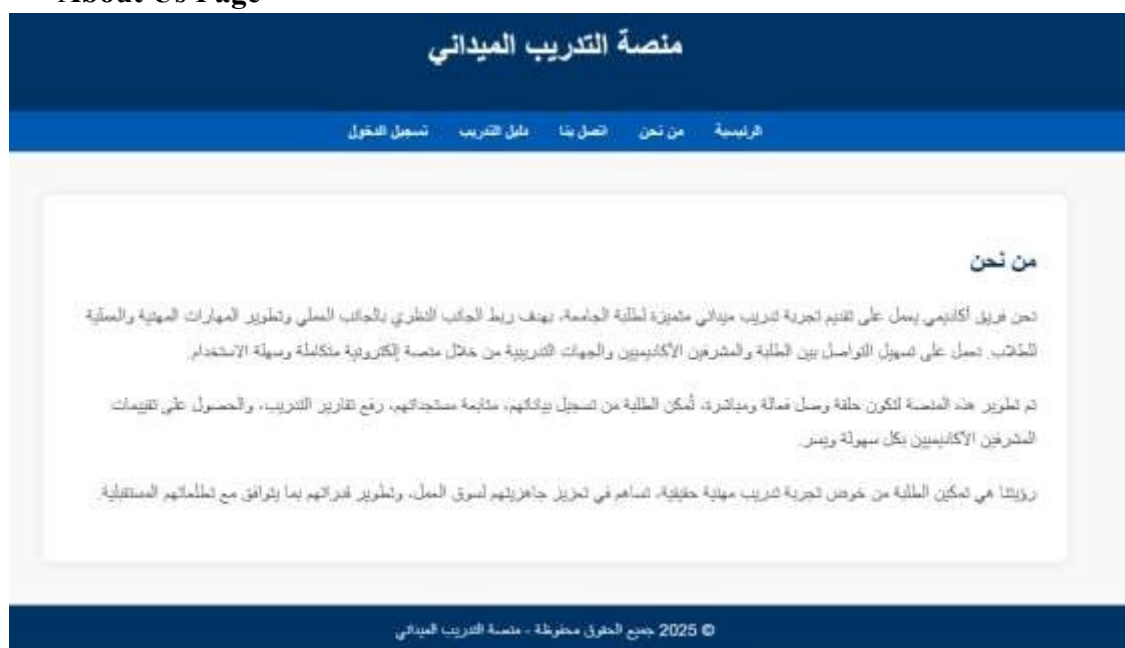 About Us Page
منصة التدريب الميداني
الرئيسية من نحن اتصل بنا دليل التدريب تسجيل الدخول
من نحن
نحن فريق أكاديمي يعمل على تقديم تجربة تدريب ميداني متميزة لطلبة الجامعة، بهدف ربط الجانب النظري بالجانب العملي وتطوير المهارات المهنية والعملية
للطلاب. نعمل على تسهيل التواصل بين الطلبة والمشرفين الأكاديميين والجهات التدريبية من خلال منصة إلكترونية متكاملة وسهلة الاستخدام.
تم تطوير هذه المنصة لتكون حلقة وصل فعالة ومباشرة، تُمكن الطلبة من تسجيل بياناتهم، متابعة مستجداتهم، رفع تقارير التدريب، والحصول على تقييمات
المشرفين الأكاديميين بكل سهولة ويسر.
رؤيتنا هي تمكين الطلبة من خوض تجربة تدريب مهنية حقيقية، تساهم في تعزيز جاهزيتهم لسوق العمل، وتطوير قدراتهم بما يتوافق مع تطلعاتهم المستقبلية.
© 2025 جميع الحقوق محفوظة - منصة التدريب الميداني